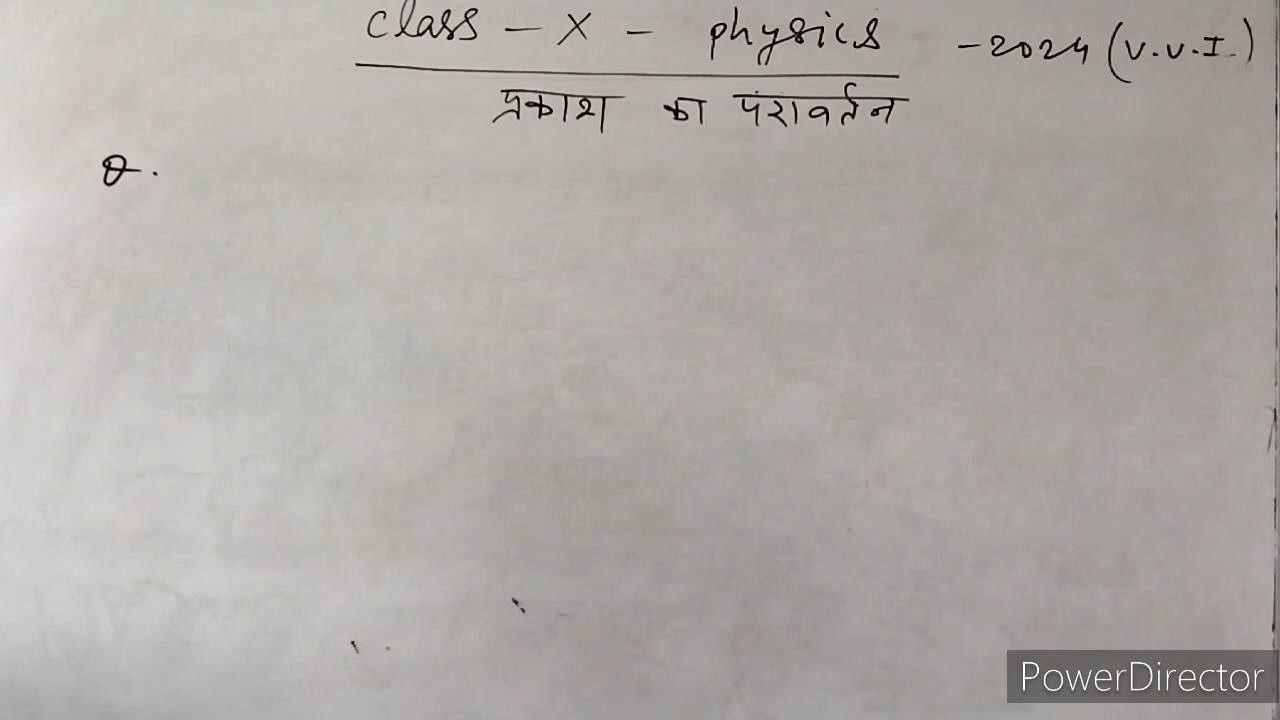 class - X - physics - 2024 (V.V.I.)
प्रकाश का परावर्तन
Q.
PowerDirector